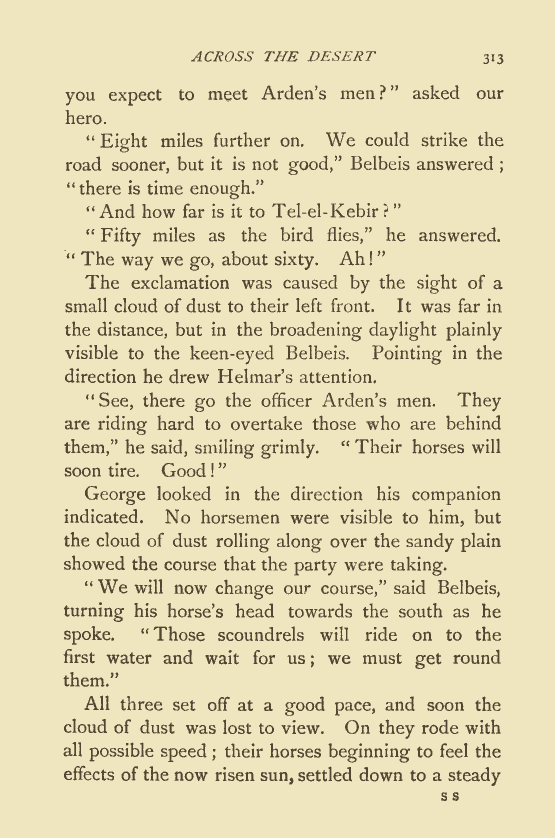 ACROSS THE DESERT 313
you expect to meet Arden's men?" asked our
hero.
"Eight miles further on. We could strike the
road sooner, but it is not good," Belbeis answered;
"there is time enough."
"And how far is it to Tel-el-Kebir?"
"Fifty miles as the bird flies," he answered.
"The way we go, about sixty. Ah!"
The exclamation was caused by the sight of a
small cloud of dust to their left front. It was far in
the distance, but in the broadening daylight plainly
visible to the keen-eyed Belbeis. Pointing in the
direction he drew Helmar's attention.
"See, there go the officer Arden's men. They
are riding hard to overtake those who are behind
them," he said, smiling grimly. "Their horses will
soon tire. Good!"
George looked in the direction his companion
indicated. No horsemen were visible to him, but
the cloud of dust rolling along over the sandy plain
showed the course that the party were taking.
"We will now change our course," said Belbeis,
turning his horse's head towards the south as he
spoke. "Those scoundrels will ride on to the
first water and wait for us; we must get round
them."
All three set off at a good pace, and soon the
cloud of dust was lost to view. On they rode with
all possible speed; their horses beginning to feel the
effects of the now risen sun, settled down to a steady
S S